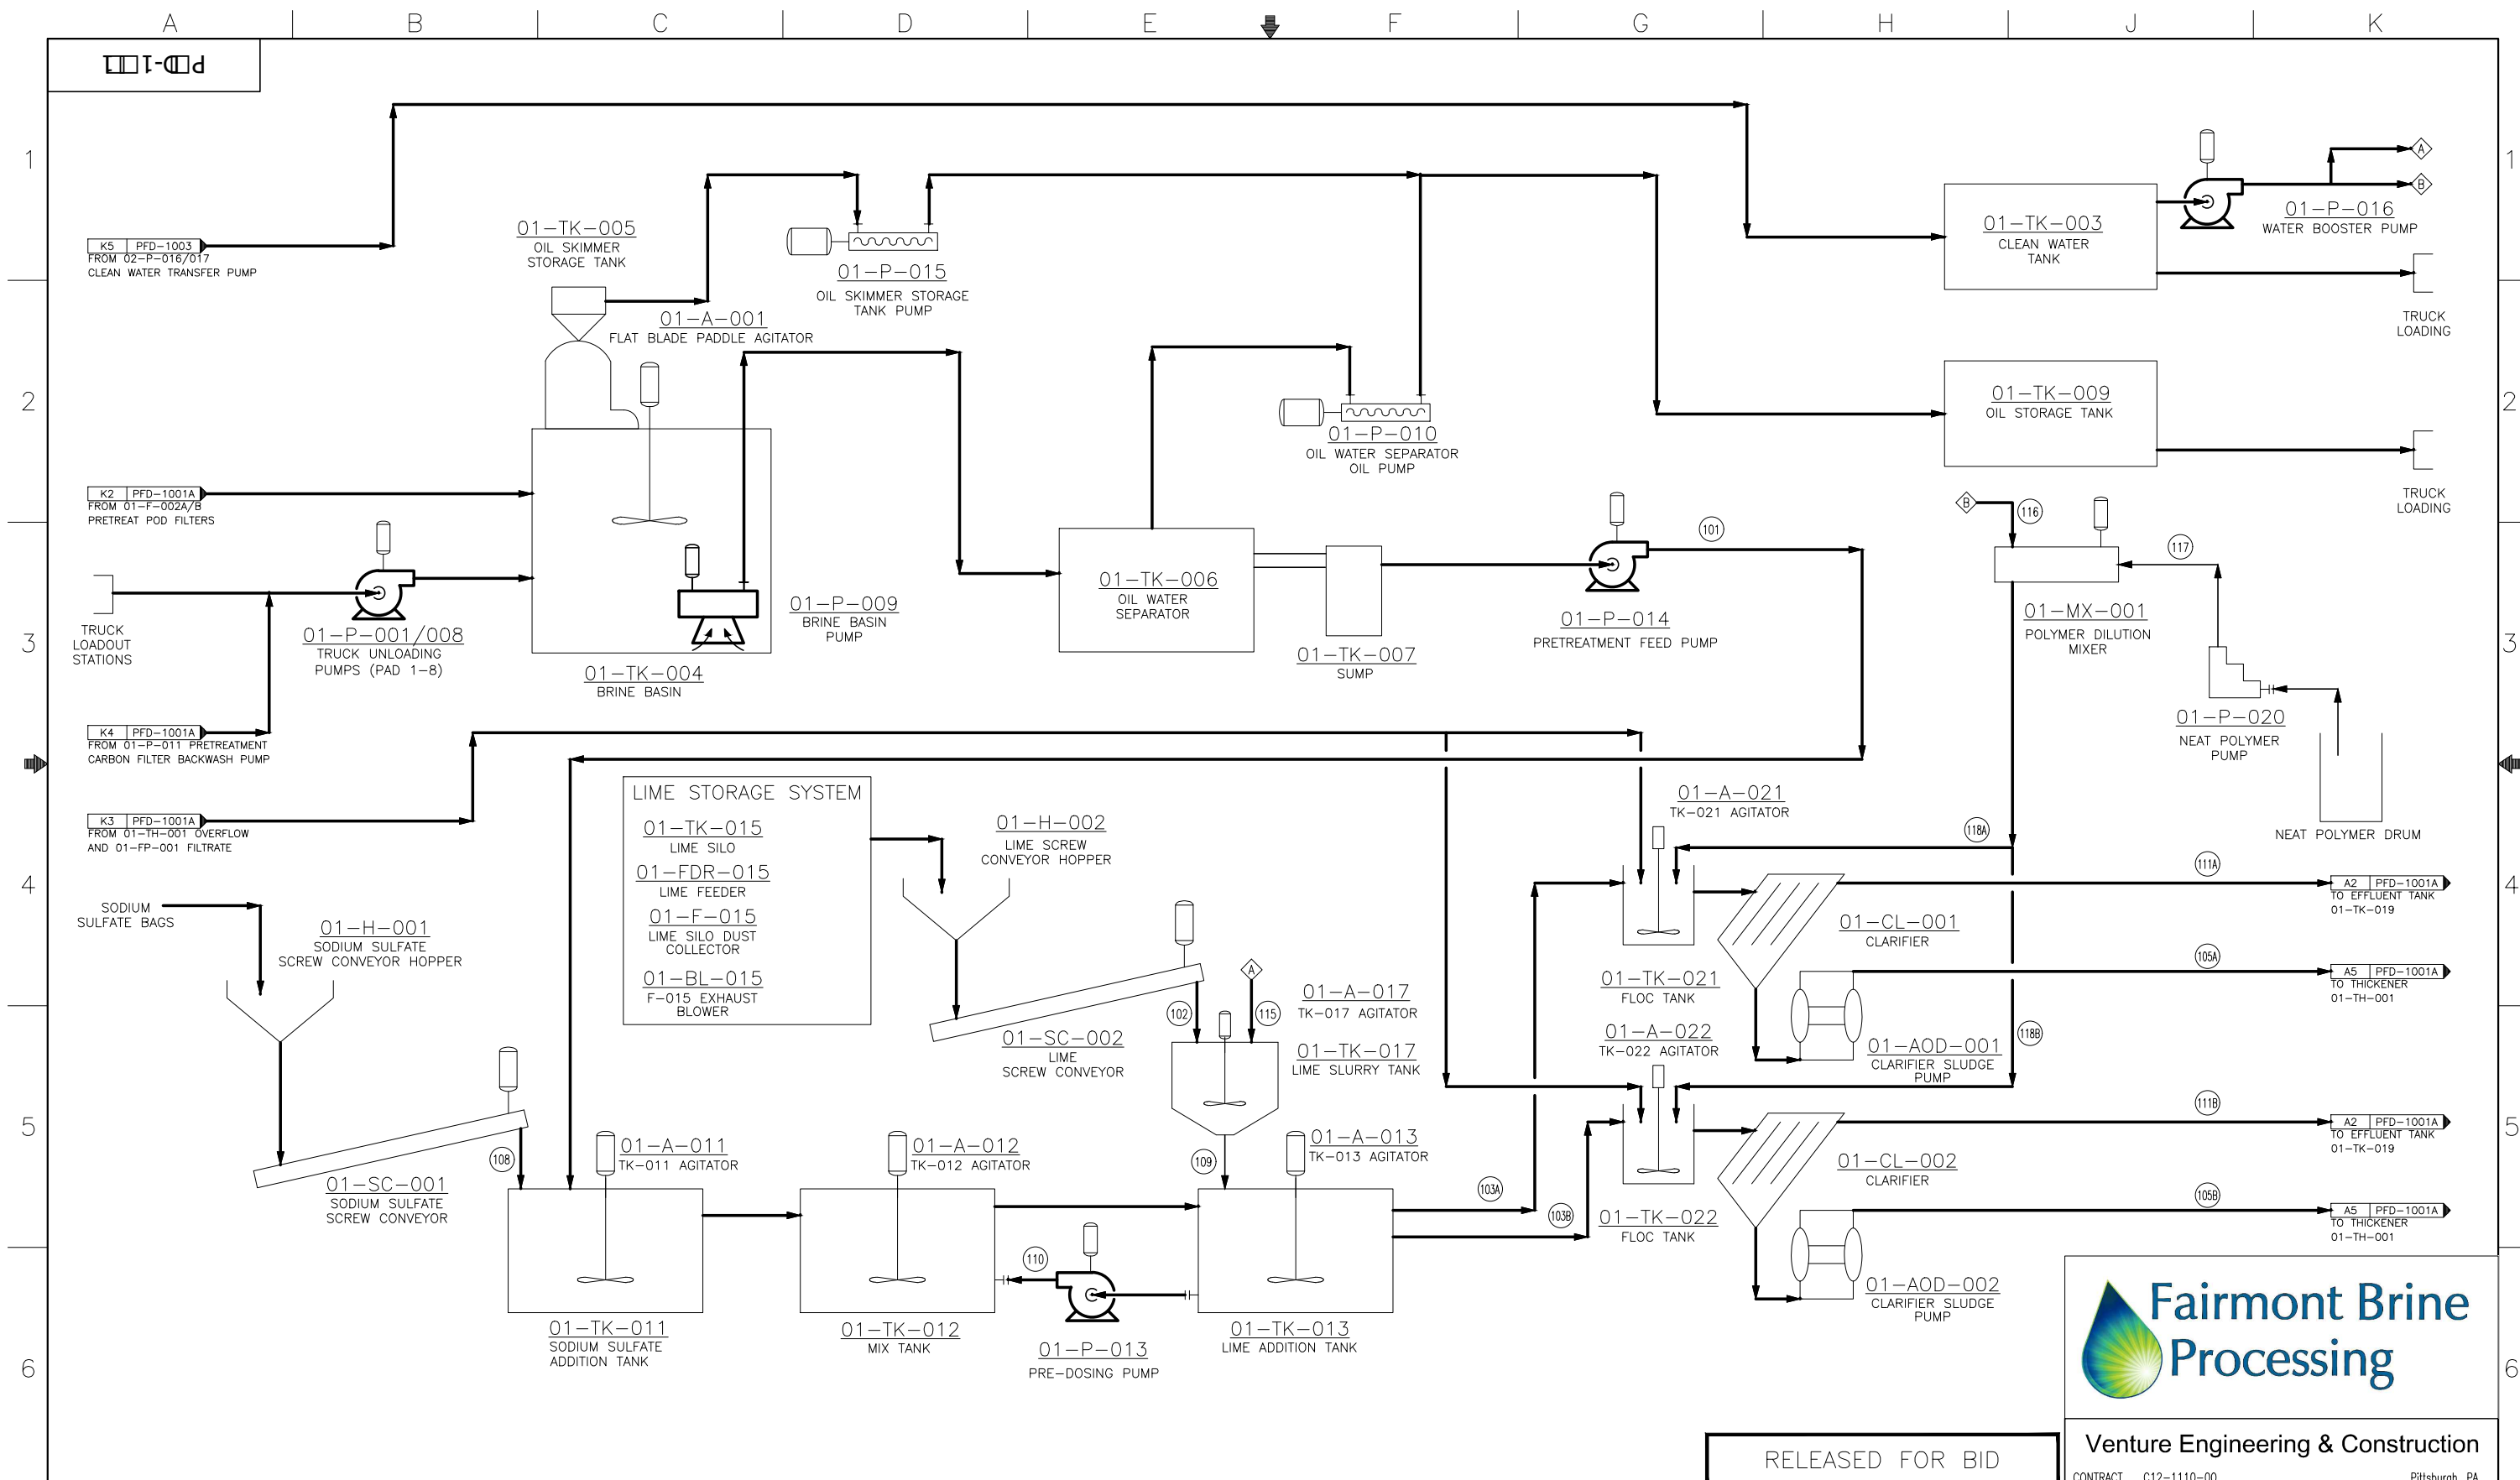 A B C D E F G H J K
1
2
3
4
5
6
1
2
3
4
5
6
K5 PFD-1003
FROM 02-P-016/017
CLEAN WATER TRANSFER PUMP
01-TK-005
OIL SKIMMER
STORAGE TANK
01-P-015
OIL SKIMMER STORAGE
TANK PUMP
01-A-001
FLAT BLADE PADDLE AGITATOR
01-TK-003
CLEAN WATER
TANK
01-P-016
WATER BOOSTER PUMP
A
B
TRUCK
LOADING
01-TK-009
OIL STORAGE TANK
TRUCK
LOADING
01-P-010
OIL WATER SEPARATOR
OIL PUMP
K2 PFD-1001A
FROM 01-F-002A/B
PRETREAT POD FILTERS
TRUCK
LOADOUT
STATIONS
01-P-001/008
TRUCK UNLOADING
PUMPS (PAD 1-8)
01-P-009
BRINE BASIN
PUMP
01-TK-004
BRINE BASIN
01-TK-006
OIL WATER
SEPARATOR
01-TK-007
SUMP
01-P-014
PRETREATMENT FEED PUMP
101
B
116
117
01-MX-001
POLYMER DILUTION
MIXER
01-P-020
NEAT POLYMER
PUMP
NEAT POLYMER DRUM
K4 PFD-1001A
FROM 01-P-011 PRETREATMENT
CARBON FILTER BACKWASH PUMP
K3 PFD-1001A
FROM 01-TH-001 OVERFLOW
AND 01-FP-001 FILTRATE
LIME STORAGE SYSTEM
01-TK-015
LIME SILO
01-FDR-015
LIME FEEDER
01-F-015
LIME SILO DUST
COLLECTOR
01-BL-015
F-015 EXHAUST
BLOWER
01-H-002
LIME SCREW
CONVEYOR HOPPER
SODIUM
SULFATE BAGS
01-H-001
SODIUM SULFATE
SCREW CONVEYOR HOPPER
01-SC-002
LIME
SCREW CONVEYOR
A
102
115
01-A-017
TK-017 AGITATOR
01-TK-017
LIME SLURRY TANK
01-A-021
TK-021 AGITATOR
118A
111A
A2 PFD-1001A
TO EFFLUENT TANK
01-TK-019
01-CL-001
CLARIFIER
105A
A5 PFD-1001A
TO THICKENER
01-TH-001
01-TK-021
FLOC TANK
01-A-022
TK-022 AGITATOR
01-AOD-001
CLARIFIER SLUDGE
PUMP
118B
111B
A2 PFD-1001A
TO EFFLUENT TANK
01-TK-019
01-CL-002
CLARIFIER
105B
A5 PFD-1001A
TO THICKENER
01-TH-001
01-TK-022
FLOC TANK
01-AOD-002
CLARIFIER SLUDGE
PUMP
108
01-SC-001
SODIUM SULFATE
SCREW CONVEYOR
01-A-011
TK-011 AGITATOR
01-A-012
TK-012 AGITATOR
109
01-A-013
TK-013 AGITATOR
103A
103B
110
01-TK-011
SODIUM SULFATE
ADDITION TANK
01-TK-012
MIX TANK
01-P-013
PRE-DOSING PUMP
01-TK-013
LIME ADDITION TANK
Fairmont Brine
Processing
RELEASED FOR BID
Venture Engineering & Construction
CONTRACT C12-1110-00 Pittsburgh, PA